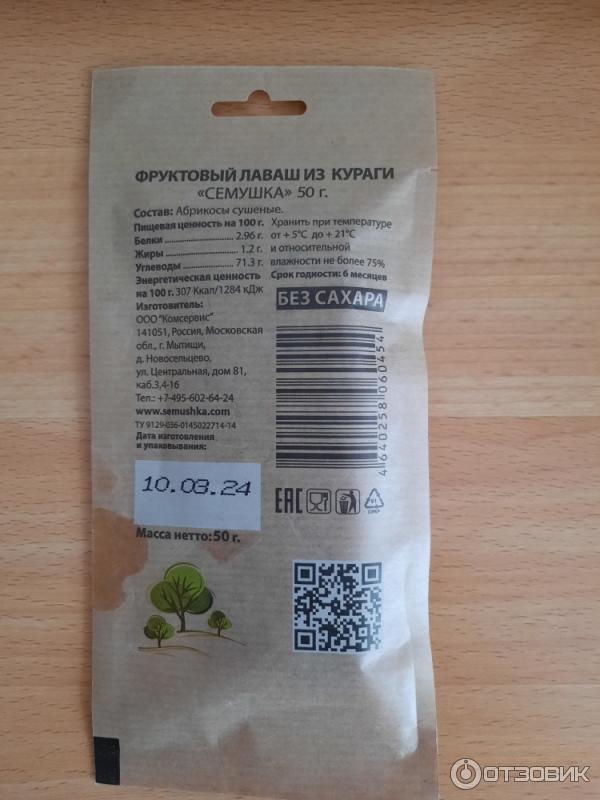 ФРУКТОВЫЙ ЛАВАШ ИЗ КУРАГИ
«СЕМУШКА» 50 г.
Состав: Абрикосы сушеные.
Пищевая ценность на 100 г.
Белки ..................... 2.96 г.
Жиры ..................... 1.2 г.
Углеводы ................. 71.3 г.
Энергетическая ценность
на 100 г. 307 Ккал/1284 кДж
Изготовитель:
ООО "Комсервис"
141051, Россия, Московская
обл., г. Мытищи,
д. Новосельцево,
ул. Центральная, дом 81,
каб.3,4-16
Тел.: +7-495-602-64-24
www.semushka.com
ТУ 9129-036-0145022714-14
Дата изготовления
и упаковывания:
10.03.24
Масса нетто: 50 г.
Хранить при температуре
от + 5°C до + 21°C
и относительной
влажности не более 75%
Срок годности: 6 месяцев
БЕЗ САХАРА
4 640258 060454
EAC
ОТЗОВИК